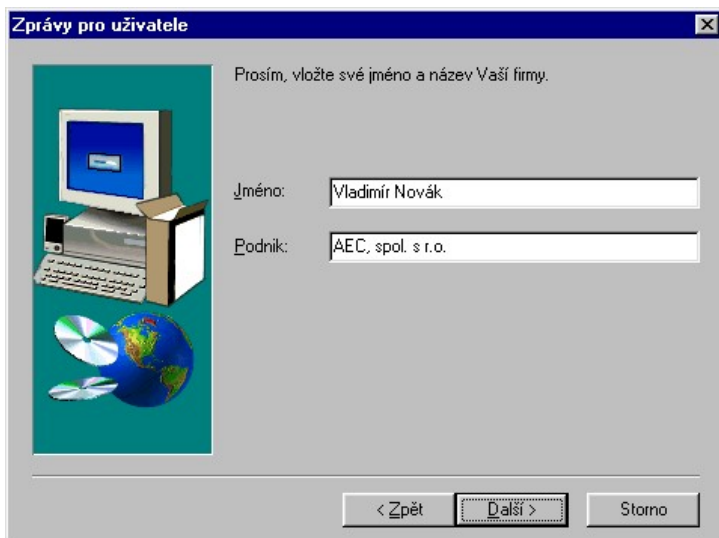 Zprávy pro uživatele
Prosím, vložte své jméno a název Vaší firmy.
Jméno: Vladimír Novák
Podnik: AEC, spol. s r.o.
< Zpět Další > Storno